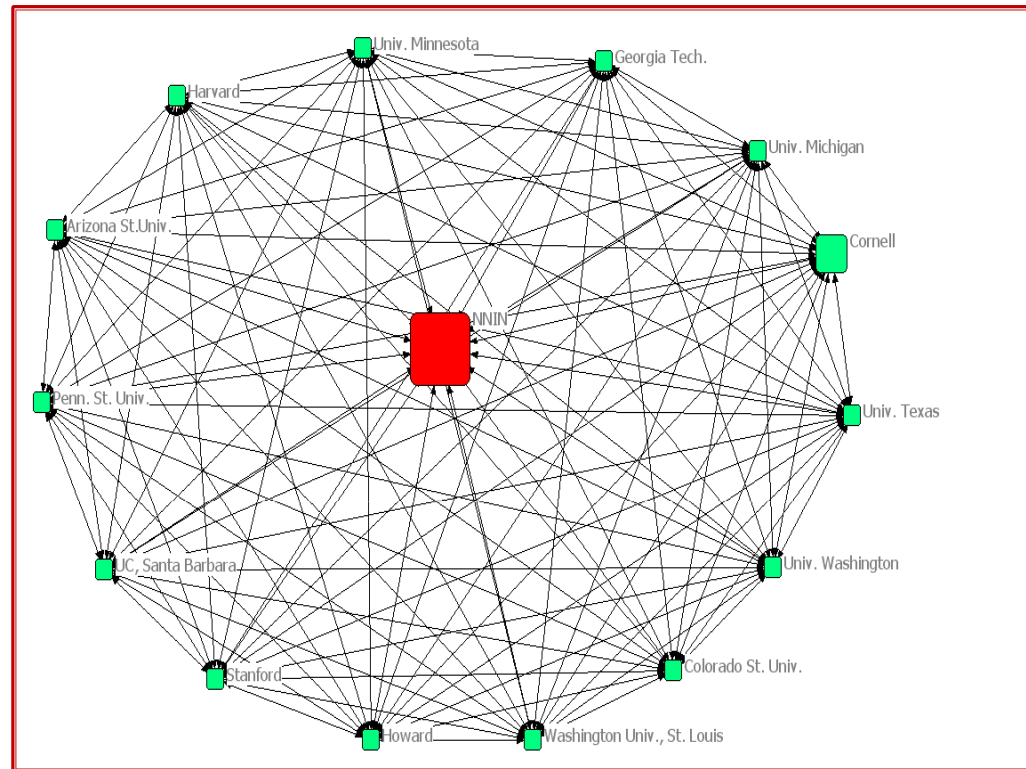 Univ. Minnesota
Georgia Tech.
Harvard
Univ. Michigan
Arizona St.Univ.
Cornell
NNIN
Penn. St. Univ.
Univ. Texas
UC, Santa Barbara
Univ. Washington
Stanford
Colorado St. Univ.
Howard
Washington Univ., St. Louis